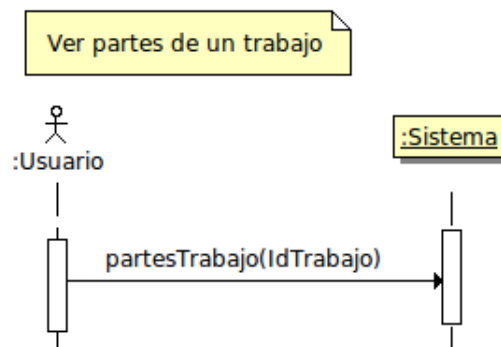 Ver partes de un trabajo
:Usuario
:Sistema
partesTrabajo(IdTrabajo)